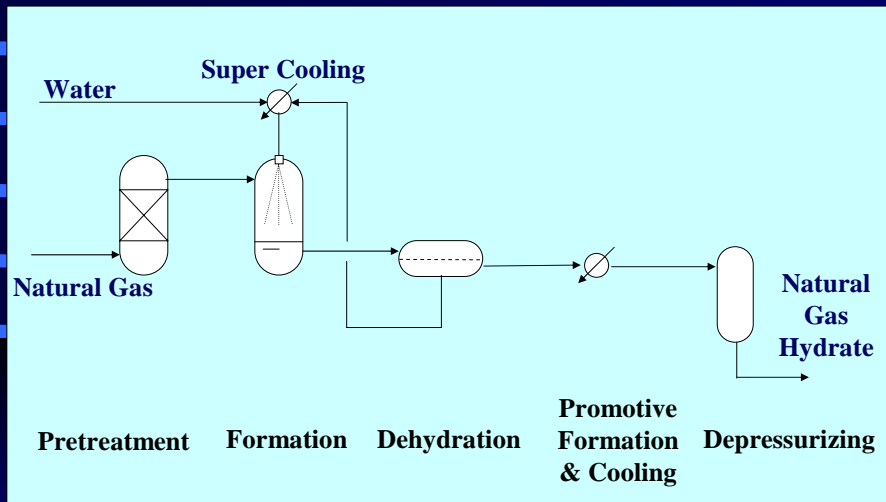 Super Cooling
Water
Natural Gas
Natural
Gas
Hydrate
Pretreatment
Formation
Dehydration
Promotive
Formation
& Cooling
Depressurizing